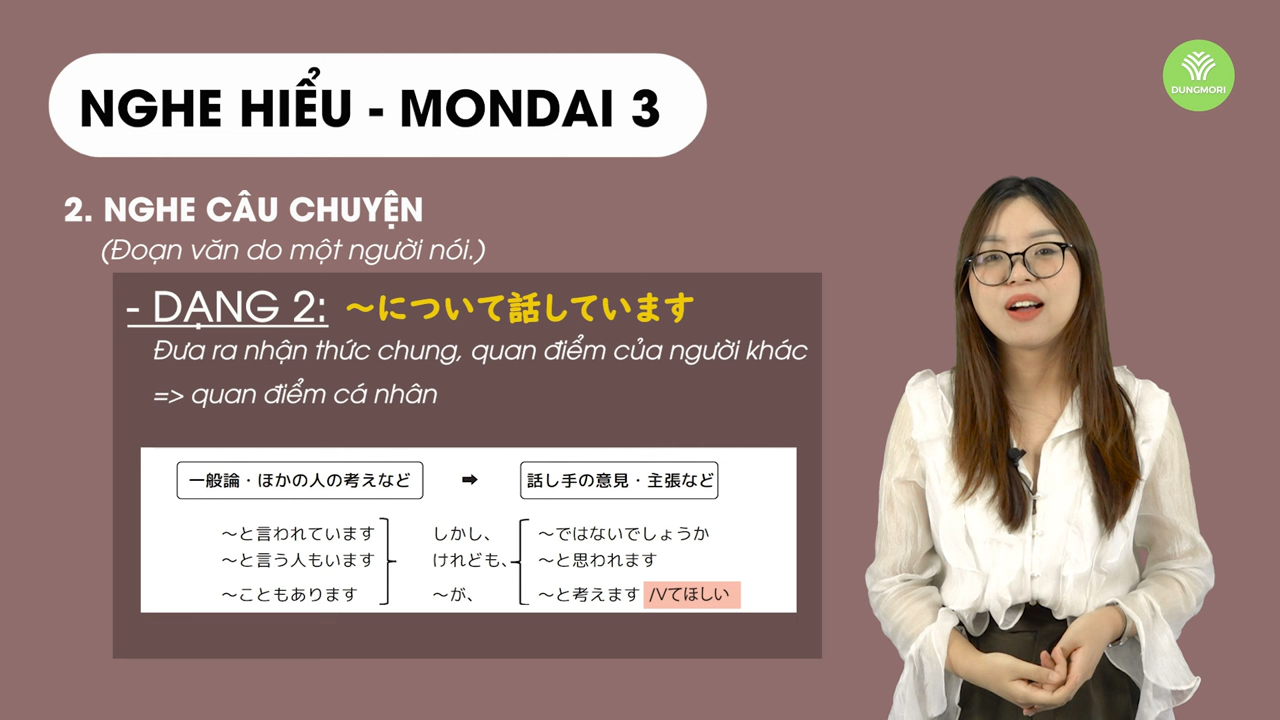 NGHE HIỂU - MONDAI 3
DUNGMORI
2. NGHE CÂU CHUYỆN
(Đoạn văn do một người nói.)
- DẠNG 2: ～について話しています
Đưa ra nhận thức chung, quan điểm của người khác
=> quan điểm cá nhân
一般論・ほかの人の考えなど ➡ 話し手の意見・主張など
～と言われています しかし、 ～ではないでしょうか
～と言う人もいます けれども、 ～と思われます
～こともあります ～が、 ～と考えます /Vてほしい